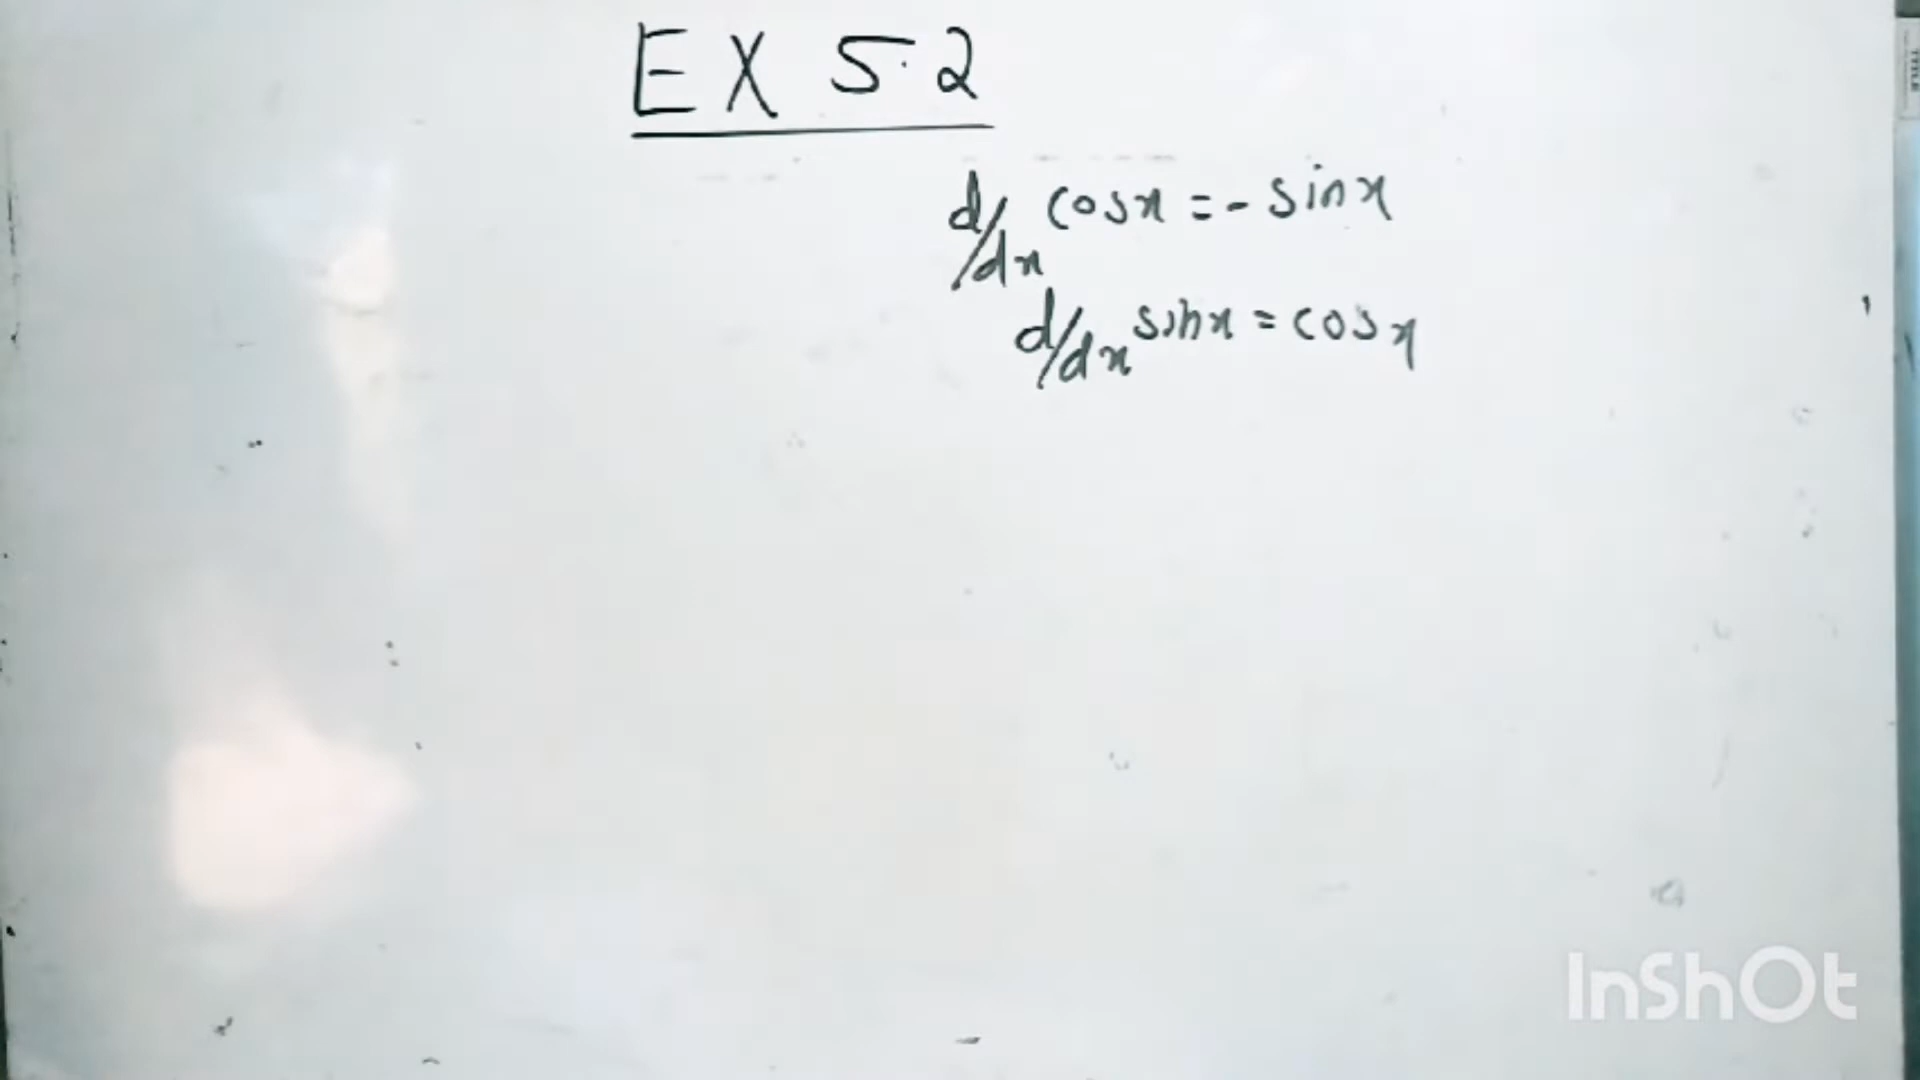 EX 5.2
d/dx cosx = - sinx
d/dx sinx = cosx
InShOt